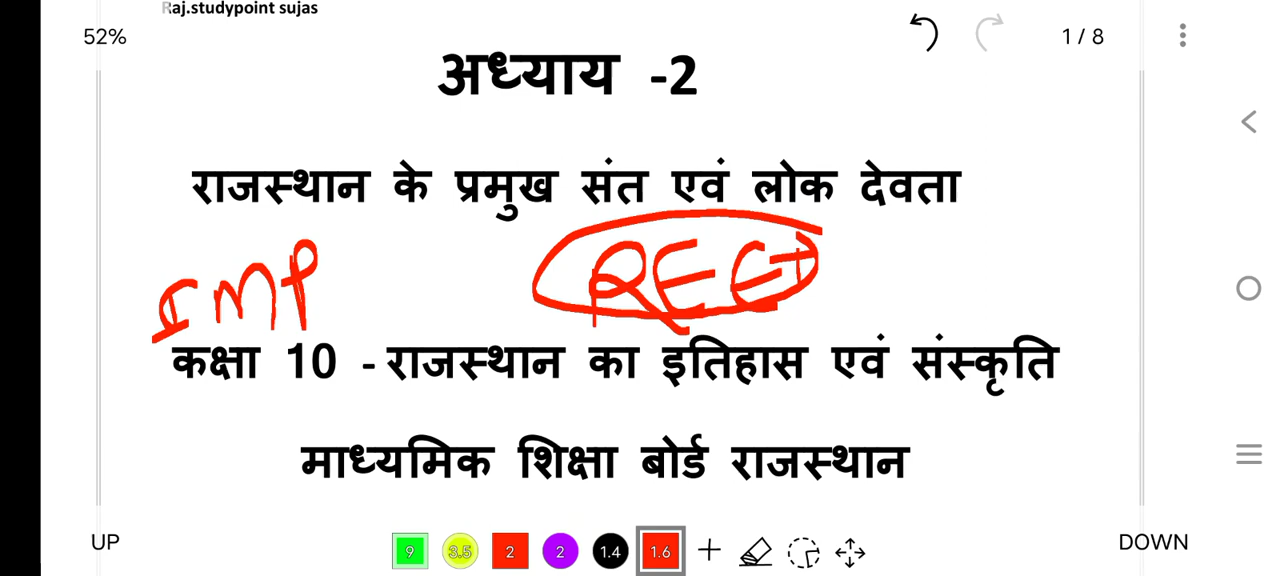 Raj.studypoint sujas
52%
1 / 8
अध्याय -2
राजस्थान के प्रमुख संत एवं लोक देवता
IMP
REET
कक्षा 10 - राजस्थान का इतिहास एवं संस्कृति
माध्यमिक शिक्षा बोर्ड राजस्थान
UP
9 3.5 2 2 1.4 1.6
DOWN